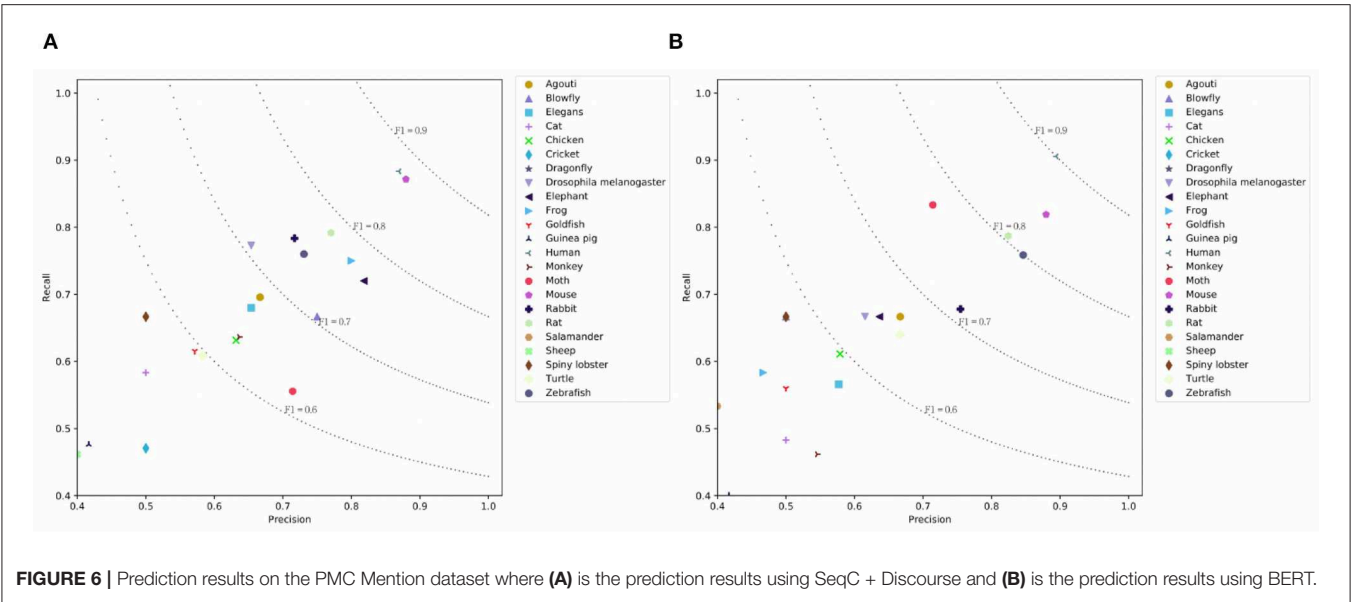 A
B
1.0
0.9
0.8
0.7
0.6
0.5
0.4
Recall
0.4 0.5 0.6 0.7 0.8 0.9 1.0
Precision
F1 = 0.9
F1 = 0.8
F1 = 0.7
F1 = 0.6
Agouti
Blowfly
Elegans
Cat
Chicken
Cricket
Dragonfly
Drosophila melanogaster
Elephant
Frog
Goldfish
Guinea pig
Human
Monkey
Moth
Mouse
Rabbit
Rat
Salamander
Sheep
Spiny lobster
Turtle
Zebrafish
1.0
0.9
0.8
0.7
0.6
0.5
0.4
Recall
0.4 0.5 0.6 0.7 0.8 0.9 1.0
Precision
F1 = 0.9
F1 = 0.8
F1 = 0.7
F1 = 0.6
Agouti
Blowfly
Elegans
Cat
Chicken
Cricket
Dragonfly
Drosophila melanogaster
Elephant
Frog
Goldfish
Guinea pig
Human
Monkey
Moth
Mouse
Rabbit
Rat
Salamander
Sheep
Spiny lobster
Turtle
Zebrafish
FIGURE 6 | Prediction results on the PMC Mention dataset where (A) is the prediction results using SeqC + Discourse and (B) is the prediction results using BERT.